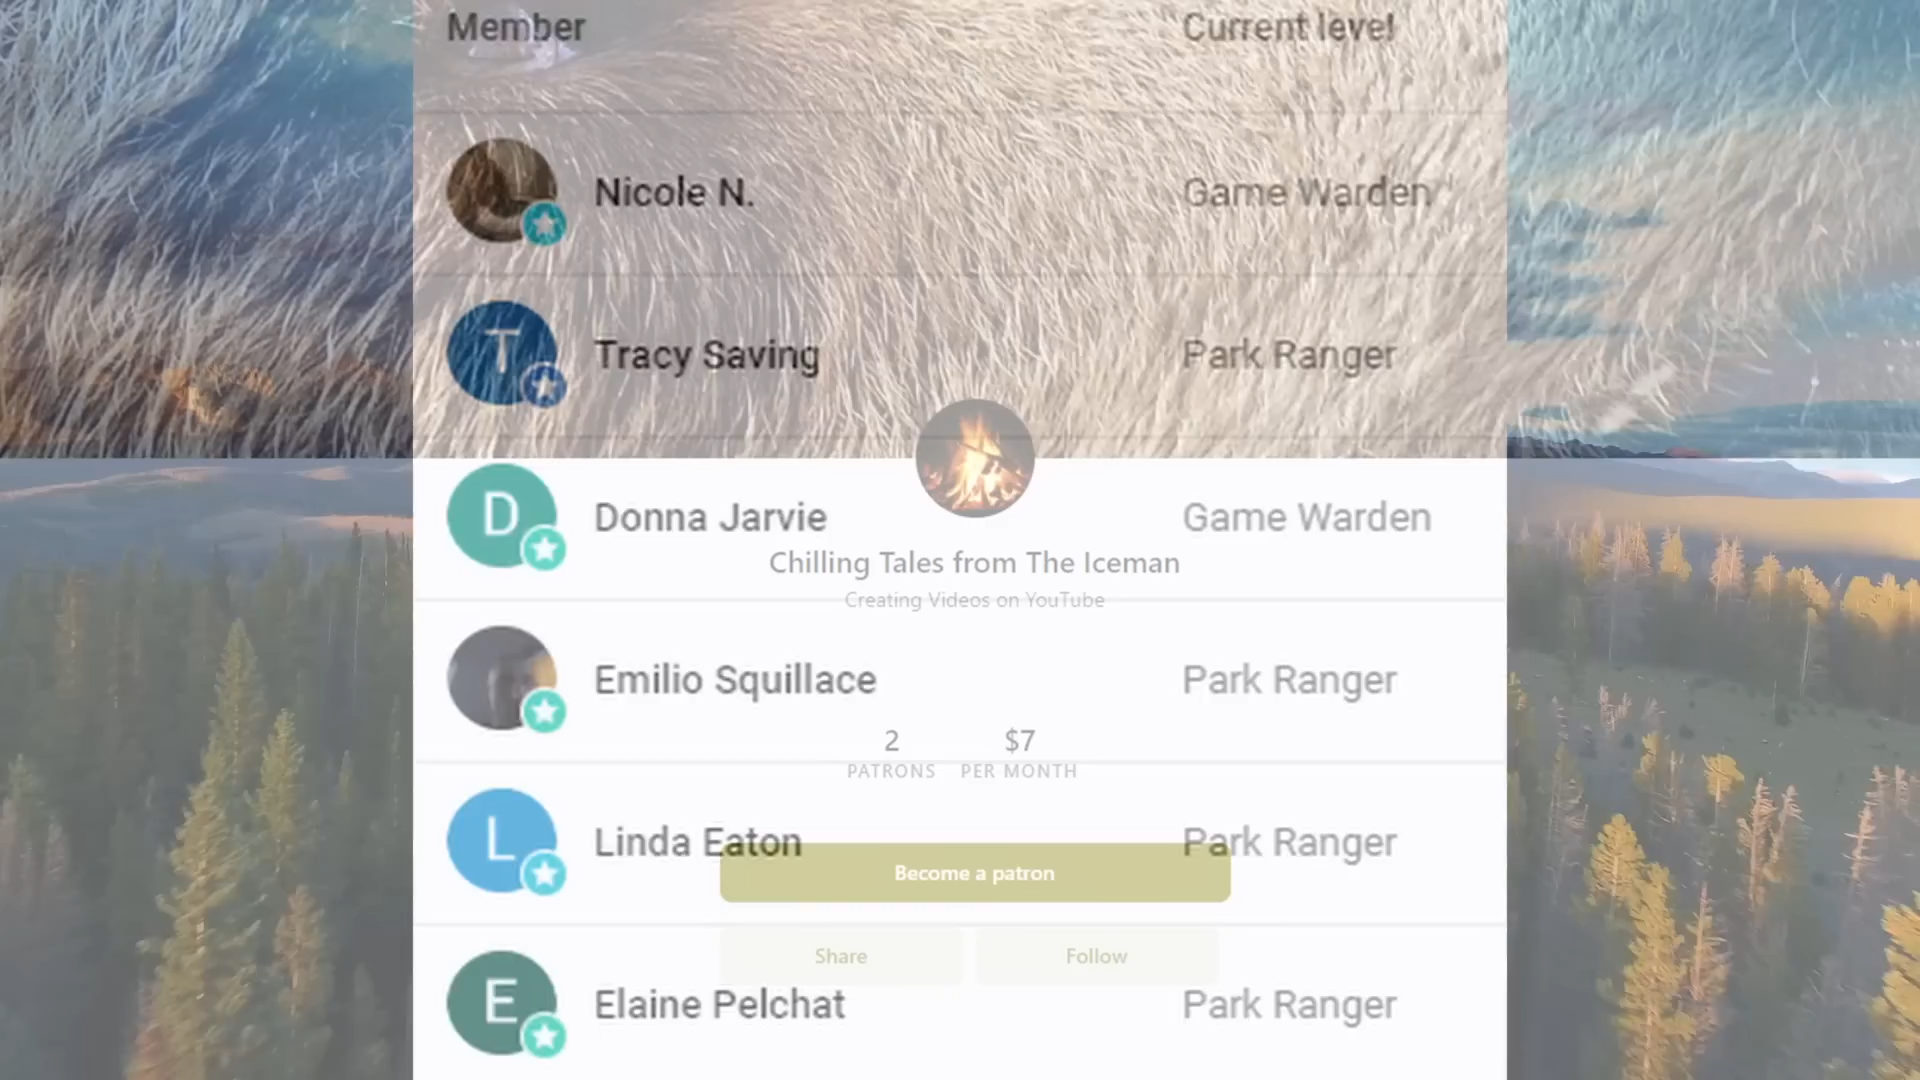 Member Current level!
Nicole N. Game Warden
T Tracy Saving Park Ranger
D Donna Jarvie Game Warden
Chilling Tales from The Iceman
Creating Videos on YouTube
Emilio Squillace Park Ranger
2 $7
PATRONS PER MONTH
L Linda Eaton Park Ranger
Become a patron
Share Follow
E Elaine Pelchat Park Ranger